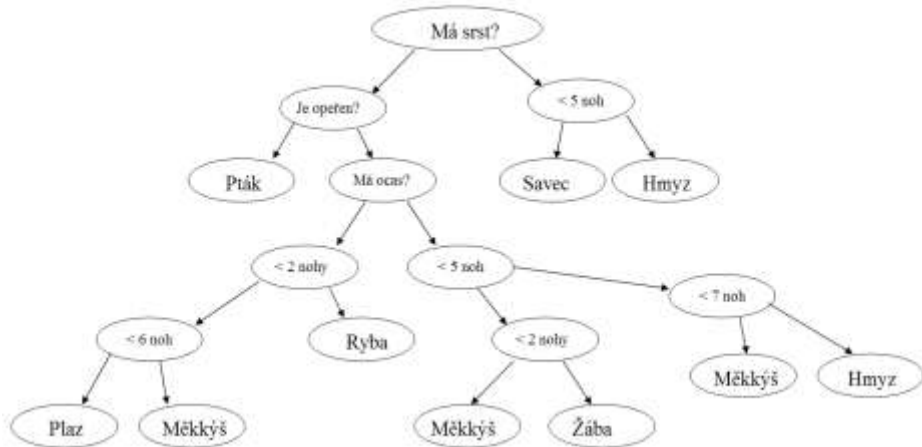 Má srst?
Je opeřen?
< 5 noh
Pták
Má ocas?
Savec
Hmyz
< 2 nohy
< 5 noh
< 7 noh
< 6 noh
Ryba
< 2 nohy
Měkkýš
Hmyz
Plaz
Měkkýš
Měkkýš
Žába